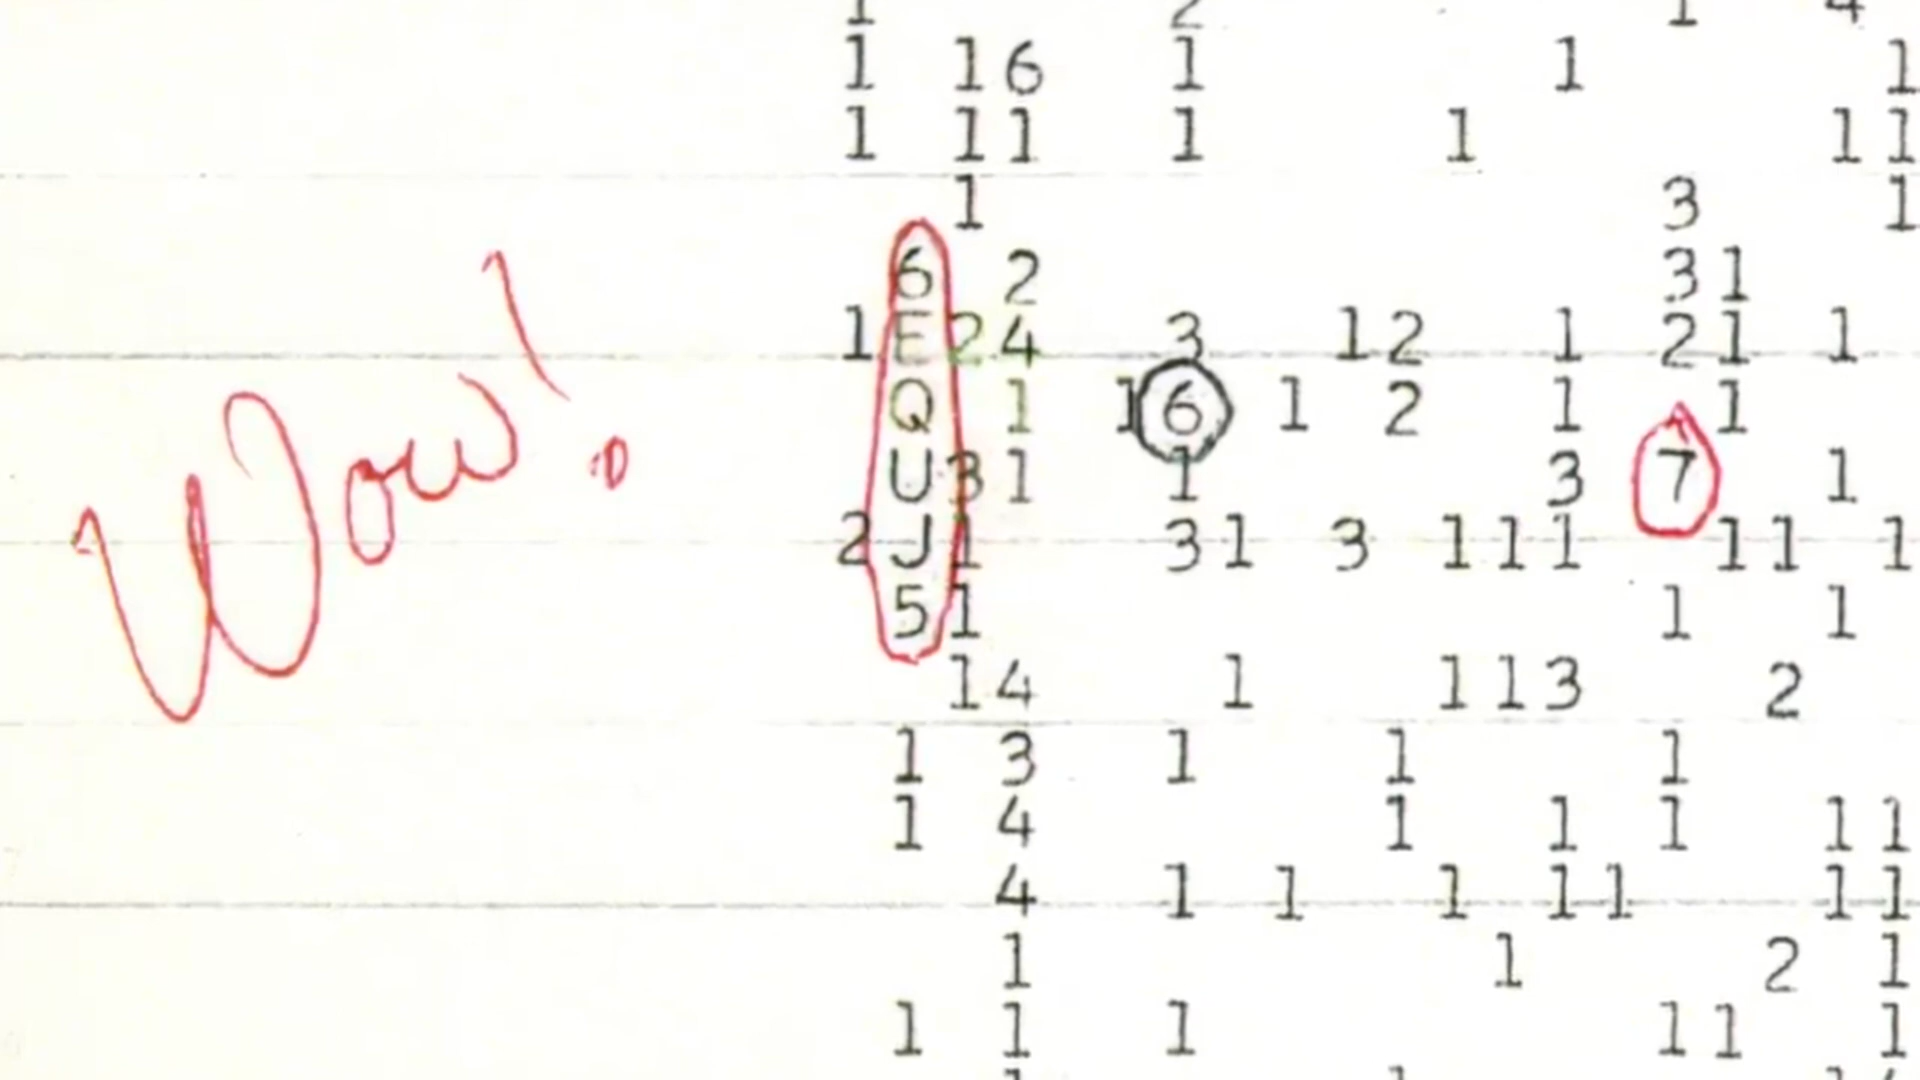 1 2 1 4
1 16 1 1 1
1 11 1 1 11
1 3 1
6 2 31
1E24 3 12 1 21 1
Q 1 16 1 2 1 1
Wow!
U31 1 3 7 1
2J1 31 3 111 11 1
51 1 1
14 1 113 2
1 3 1 1 1
1 4 1 1 1 11
4 1 1 1 11 11
1 1 2 1
1 1 1 11 1